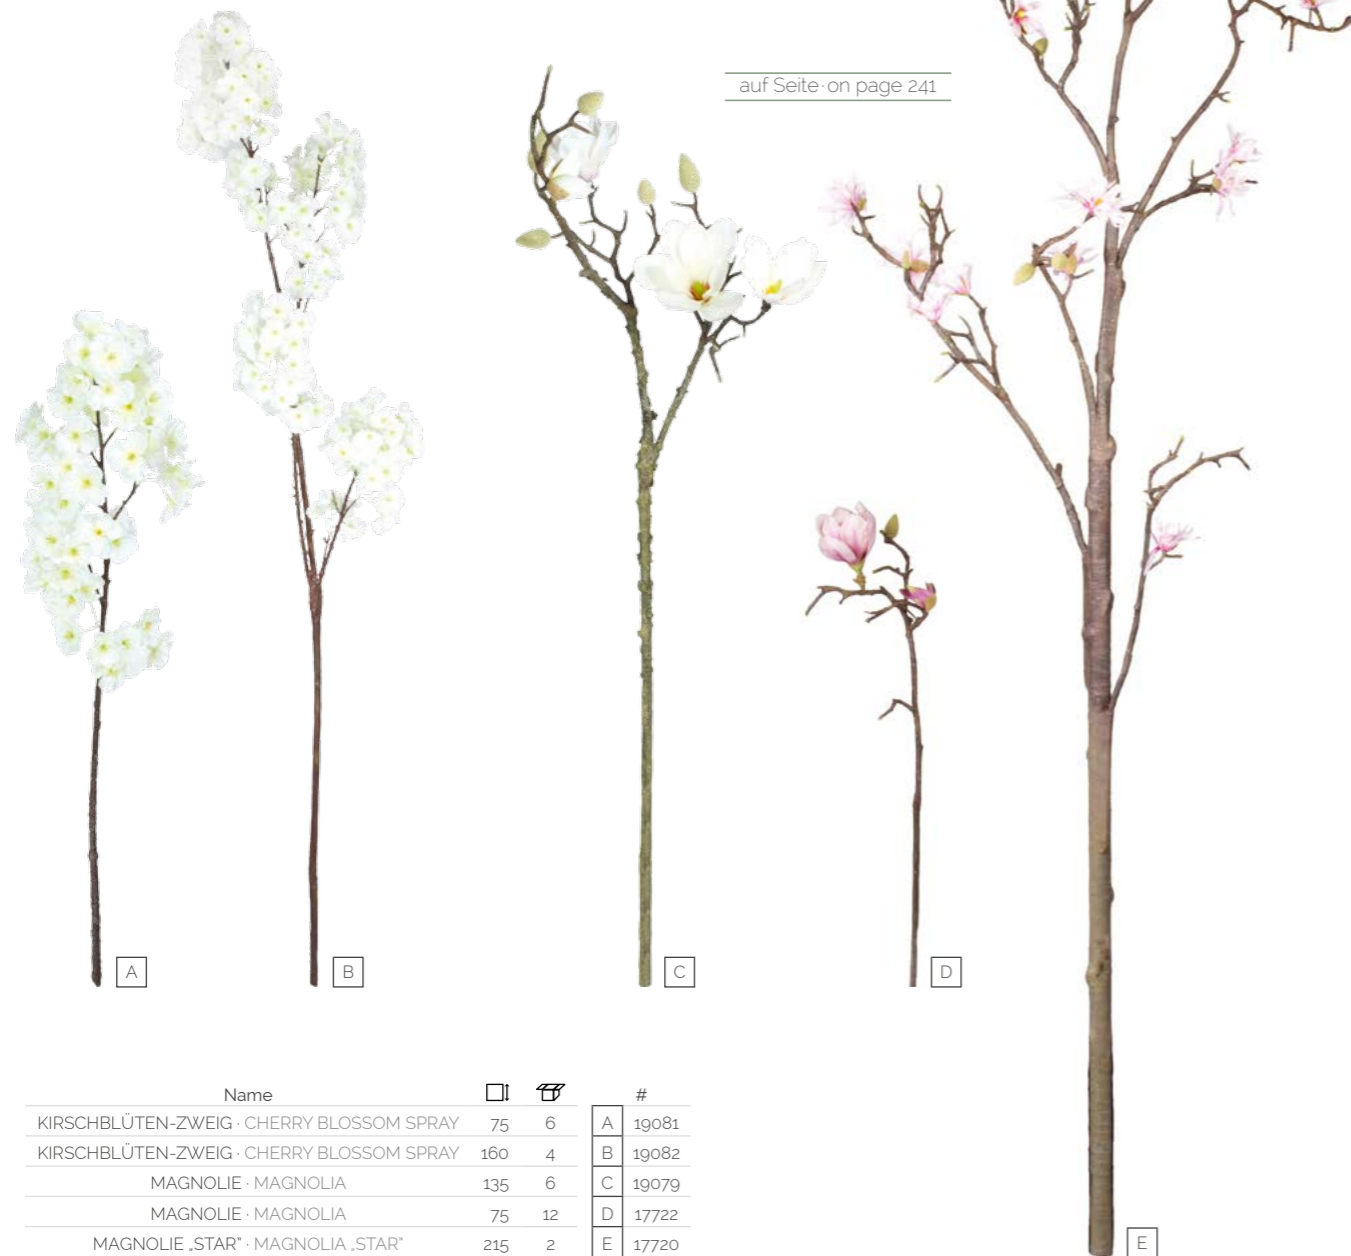 auf Seite · on page 241
A
B
C
D
Name #
KIRSCHBLÜTEN-ZWEIG · CHERRY BLOSSOM SPRAY 75 6 A 19081
KIRSCHBLÜTEN-ZWEIG · CHERRY BLOSSOM SPRAY 160 4 B 19082
MAGNOLIE · MAGNOLIA 135 6 C 19079
MAGNOLIE · MAGNOLIA 75 12 D 17722
MAGNOLIE „STAR" · MAGNOLIA „STAR" 215 2 E 17720
E